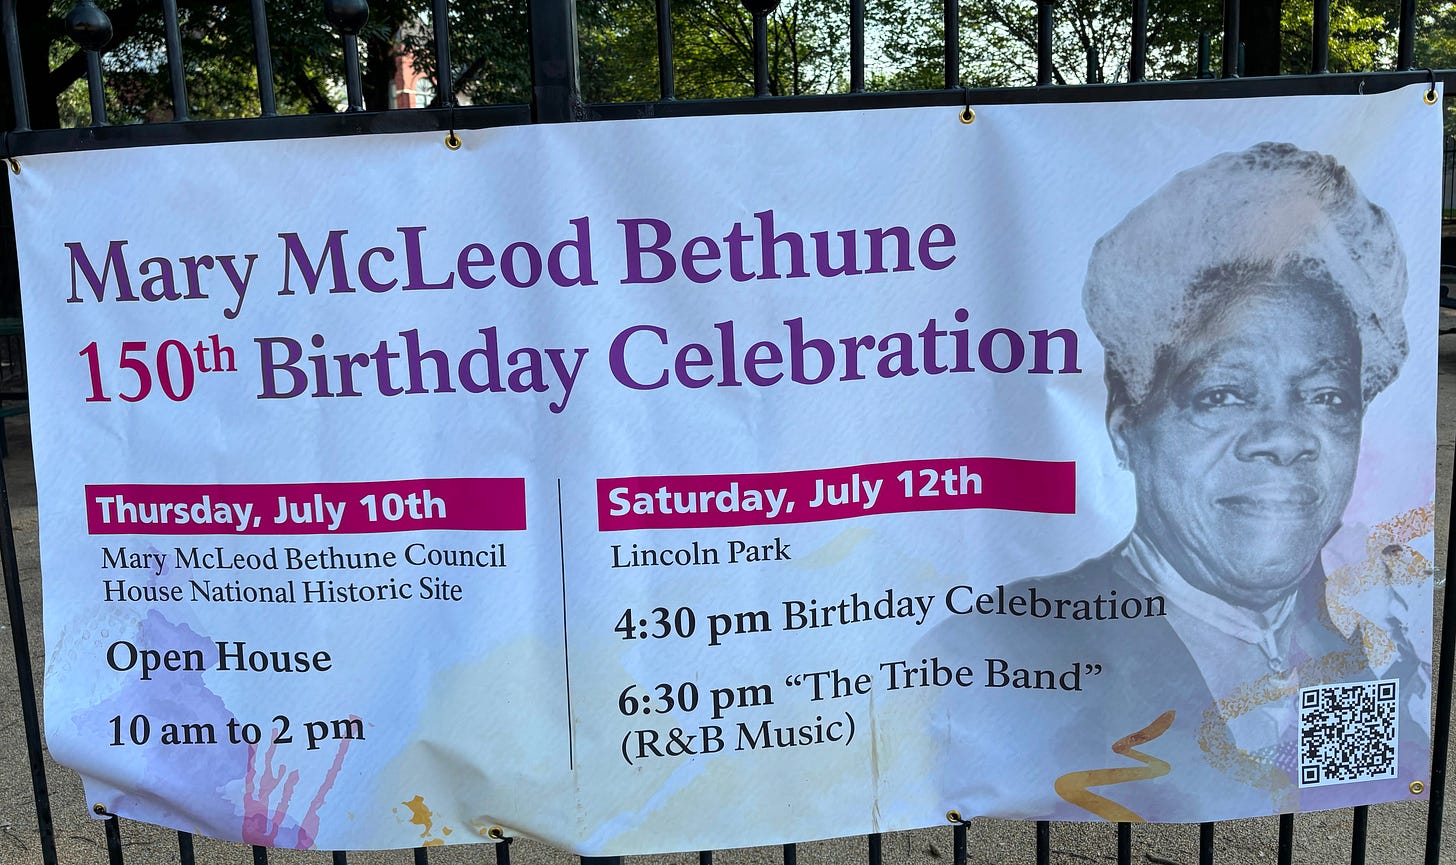 Mary McLeod Bethune
150th Birthday Celebration
Thursday, July 10th
Mary McLeod Bethune Council
House National Historic Site
Open House
10 am to 2 pm
Saturday, July 12th
Lincoln Park
4:30 pm Birthday Celebration
6:30 pm “The Tribe Band”
(R&B Music)